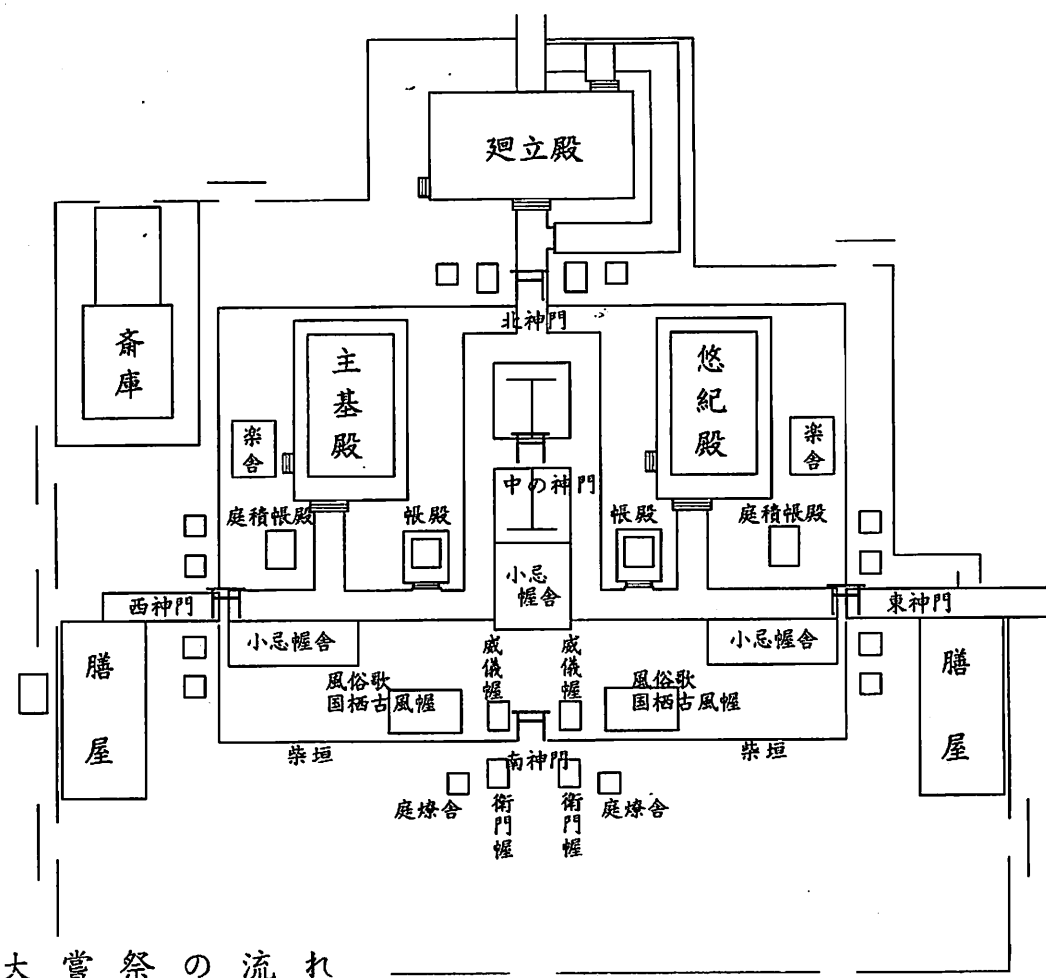 廻立殿
北神門
斎庫
主基殿
悠紀殿
楽舎
楽舎
中の神門
庭積帳殿
帳殿
帳殿
庭積帳殿
小忌幄舎
西神門
東神門
小忌幄舎
小忌幄舎
膳屋
威儀幄
威儀幄
膳屋
風俗歌
国栖古風幄
風俗歌
国栖古風幄
柴垣
南神門
柴垣
庭燎舎
衛門幄
衛門幄
庭燎舎
大嘗祭の流れ